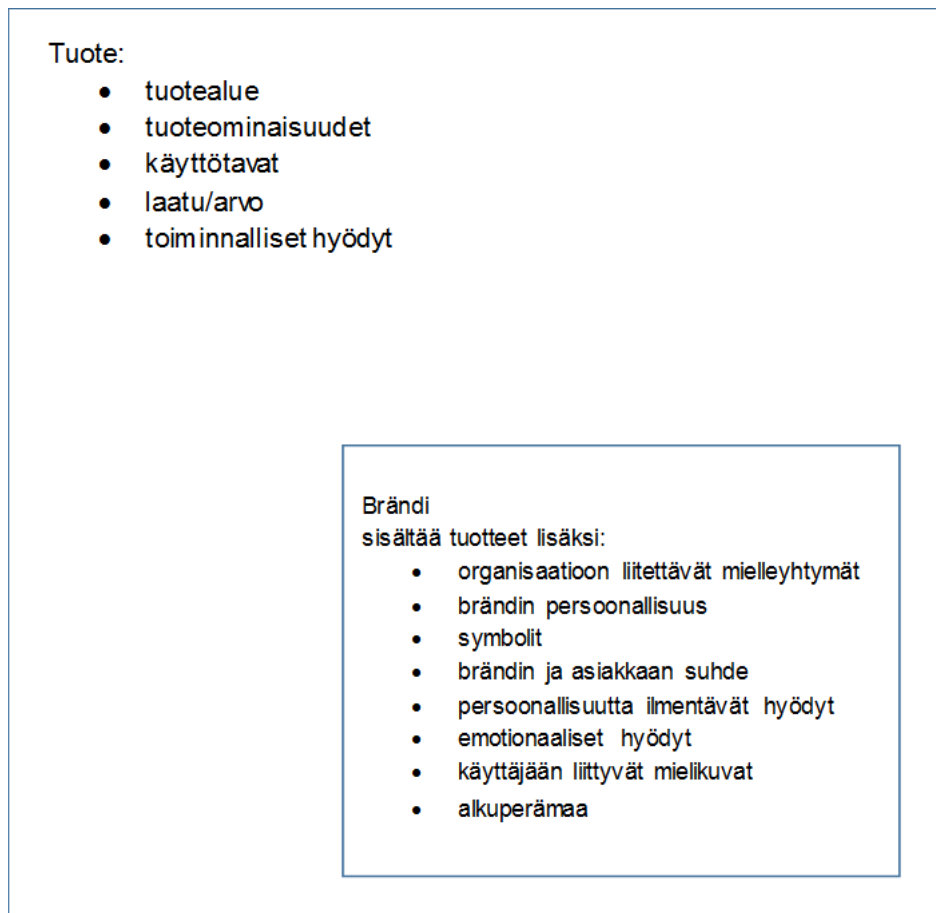 Tuote:
• tuotealue
• tuoteominaisuudet
• käyttötavat
• laatu/arvo
• toiminnalliset hyödyt
Brändi
sisältää tuotteet lisäksi:
• organisaatioon liitettävät mielleyhtymät
• brändin persoonallisuus
• symbolit
• brändin ja asiakkaan suhde
• persoonallisuutta ilmentävät hyödyt
• emotionaaliset hyödyt
• käyttäjään liittyvät mielikuvat
• alkuperämaa